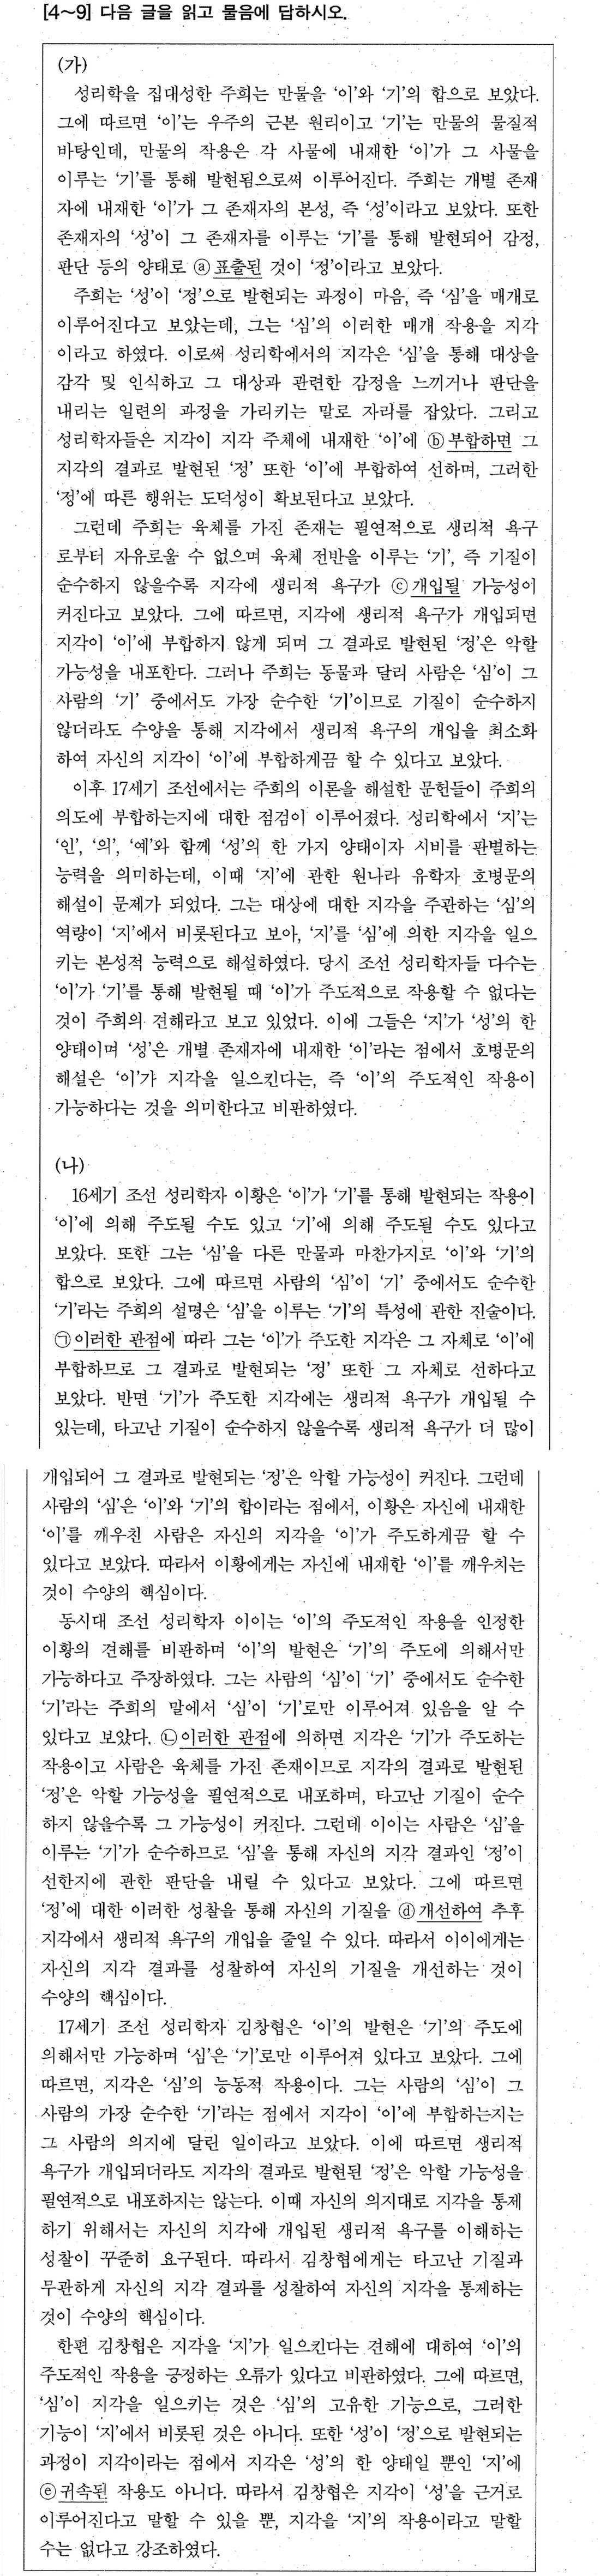 [4~9] 다음 글을 읽고 물음에 답하시오.
(가)
성리학을 집대성한 주희는 만물을 ‘이’와 ‘기’의 합으로 보았다.
그에 따르면 ‘이’는 우주의 근본 원리이고 ‘기’는 만물의 물질적
바탕인데, 만물의 작용은 각 사물에 내재한 ‘이’가 그 사물을
이루는 ‘기’를 통해 발현됨으로써 이루어진다. 주희는 개별 존재
자에 내재한 ‘이’가 그 존재자의 본성, 즉 ‘성’이라고 보았다. 또한
존재자의 ‘성’이 그 존재자를 이루는 ‘기’를 통해 발현되어 감정,
판단 등의 양태로 ⓐ표출된 것이 ‘정’이라고 보았다.
주희는 ‘성’이 ‘정’으로 발현되는 과정이 마음, 즉 ‘심’을 매개로
이루어진다고 보았는데, 그는 ‘심’의 이러한 매개 작용을 지각
이라고 하였다. 이로써 성리학에서의 지각은 ‘심’을 통해 대상을
감각 및 인식하고 그 대상과 관련한 감정을 느끼거나 판단을
내리는 일련의 과정을 가리키는 말로 자리를 잡았다. 그리고
성리학자들은 지각이 지각 주체에 내재한 ‘이’에 ⓑ부합하면 그
지각의 결과로 발현된 ‘정’ 또한 ‘이’에 부합하여 선하며, 그러한
‘정’에 따른 행위는 도덕성이 확보된다고 보았다.
그런데 주희는 육체를 가진 존재는 필연적으로 생리적 욕구
로부터 자유로울 수 없으며 육체 전반을 이루는 ‘기’, 즉 기질이
순수하지 않을수록 지각에 생리적 욕구가 ⓒ개입될 가능성이
커진다고 보았다. 그에 따르면, 지각에 생리적 욕구가 개입되면
지각이 ‘이’에 부합하지 않게 되며 그 결과로 발현된 ‘정’은 악할
가능성을 내포한다. 그러나 주희는 동물과 달리 사람은 ‘심’이 그
사람의 ‘기’ 중에서도 가장 순수한 ‘기’이므로 기질이 순수하지
않더라도 수양을 통해 지각에서 생리적 욕구의 개입을 최소화
하여 자신의 지각이 ‘이’에 부합하게끔 할 수 있다고 보았다.
이후 17세기 조선에서는 주희의 이론을 해설한 문헌들이 주희의
의도에 부합하는지에 대한 점검이 이루어졌다. 성리학에서 ‘지’는
‘인’, ‘의’, ‘예’와 함께 ‘성’의 한 가지 양태이자 시비를 판별하는
능력을 의미하는데, 이때 ‘지’에 관한 원나라 유학자 호병문의
해설이 문제가 되었다. 그는 대상에 대한 지각을 주관하는 ‘심’의
역량이 ‘지’에서 비롯된다고 보아, ‘지’를 ‘심’에 의한 지각을 일으
키는 본성적 능력으로 해설하였다. 당시 조선 성리학자들 다수는
‘이’가 ‘기’를 통해 발현될 때 ‘이’가 주도적으로 작용할 수 없다는
것이 주희의 견해라고 보고 있었다. 이에 그들은 ‘지’가 ‘성’의 한
양태이며 ‘성’은 개별 존재자에 내재한 ‘이’라는 점에서 호병문의
해설은 ‘이’가 지각을 일으킨다는, 즉 ‘이’의 주도적인 작용이
가능하다는 것을 의미한다고 비판하였다.
(나)
16세기 조선 성리학자 이황은 ‘이’가 ‘기’를 통해 발현되는 작용이
‘이’에 의해 주도될 수도 있고 ‘기’에 의해 주도될 수도 있다고
보았다. 또한 그는 ‘심’을 다른 만물과 마찬가지로 ‘이’와 ‘기’의
합으로 보았다. 그에 따르면 사람의 ‘심’이 ‘기’ 중에서도 순수한
‘기’라는 주희의 설명은 ‘심’을 이루는 ‘기’의 특성에 관한 진술이다.
㉠이러한 관점에 따라 그는 ‘이’가 주도한 지각은 그 자체로 ‘이’에
부합하므로 그 결과로 발현되는 ‘정’ 또한 그 자체로 선하다고
보았다. 반면 ‘기’가 주도한 지각에는 생리적 욕구가 개입될 수
있는데, 타고난 기질이 순수하지 않을수록 생리적 욕구가 더 많이
개입되어 그 결과로 발현되는 ‘정’은 악할 가능성이 커진다. 그런데
사람의 ‘심’은 ‘이’와 ‘기’의 합이라는 점에서, 이황은 자신에 내재한
‘이’를 깨우친 사람은 자신의 지각을 ‘이’가 주도하게끔 할 수
있다고 보았다. 따라서 이황에게는 자신에 내재한 ‘이’를 깨우치는
것이 수양의 핵심이다.
동시대 조선 성리학자 이이는 ‘이’의 주도적인 작용을 인정한
이황의 견해를 비판하며 ‘이’의 발현은 ‘기’의 주도에 의해서만
가능하다고 주장하였다. 그는 사람의 ‘심’이 ‘기’ 중에서도 순수한
‘기’라는 주희의 말에서 ‘심’이 ‘기’로만 이루어져 있음을 알 수
있다고 보았다. ㉡이러한 관점에 의하면 지각은 ‘기’가 주도하는
작용이고 사람은 육체를 가진 존재이므로 지각의 결과로 발현된
‘정’은 악할 가능성을 필연적으로 내포하며, 타고난 기질이 순수
하지 않을수록 그 가능성이 커진다. 그런데 이이는 사람은 ‘심’을
이루는 ‘기’가 순수하므로 ‘심’을 통해 자신의 지각 결과인 ‘정’이
선한지에 관한 판단을 내릴 수 있다고 보았다. 그에 따르면
‘정’에 대한 이러한 성찰을 통해 자신의 기질을 ⓓ개선하여 추후
지각에서 생리적 욕구의 개입을 줄일 수 있다. 따라서 이이에게는
자신의 지각 결과를 성찰하여 자신의 기질을 개선하는 것이
수양의 핵심이다.
17세기 조선 성리학자 김창협은 ‘이’의 발현은 ‘기’의 주도에
의해서만 가능하며 ‘심’은 ‘기’로만 이루어져 있다고 보았다. 그에
따르면, 지각은 ‘심’의 능동적 작용이다. 그는 사람의 ‘심’이 그
사람의 가장 순수한 ‘기’라는 점에서 지각이 ‘이’에 부합하는지는
그 사람의 의지에 달린 일이라고 보았다. 이에 따르면 생리적
욕구가 개입되더라도 지각의 결과로 발현된 ‘정’은 악할 가능성을
필연적으로 내포하지는 않는다. 이때 자신의 의지대로 지각을 통제
하기 위해서는 자신의 지각에 개입된 생리적 욕구를 이해하는
성찰이 꾸준히 요구된다. 따라서 김창협에게는 타고난 기질과
무관하게 자신의 지각 결과를 성찰하여 자신의 지각을 통제하는
것이 수양의 핵심이다.
한편 김창협은 지각을 ‘지’가 일으킨다는 견해에 대하여 ‘이’의
주도적인 작용을 긍정하는 오류가 있다고 비판하였다. 그에 따르면,
‘심’이 지각을 일으키는 것은 ‘심’의 고유한 기능으로, 그러한
기능이 ‘지’에서 비롯된 것은 아니다. 또한 ‘성’이 ‘정’으로 발현되는
과정이 지각이라는 점에서 지각은 ‘성’의 한 양태일 뿐인 ‘지’에
ⓔ귀속된 작용도 아니다. 따라서 김창협은 지각이 ‘성’을 근거로
이루어진다고 말할 수 있을 뿐, 지각을 ‘지’의 작용이라고 말할
수는 없다고 강조하였다.